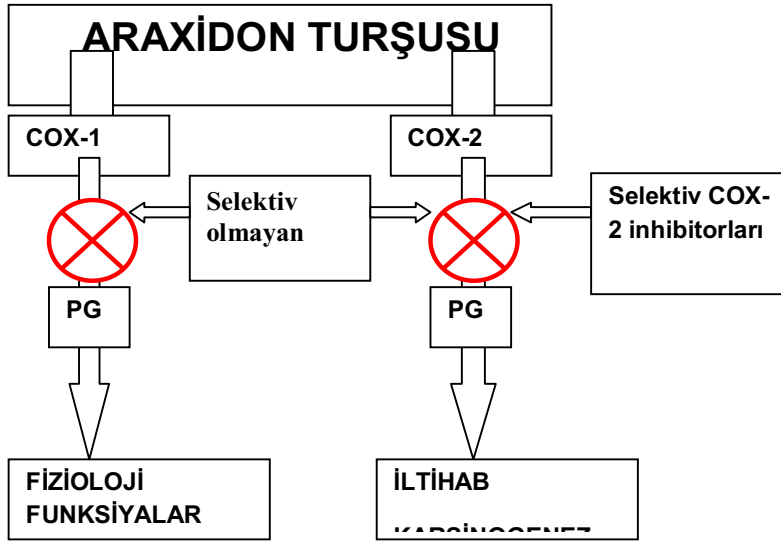 ARAXİDON TURŞUSU
COX-1
COX-2
Selektiv
olmayan
Selektiv COX-
2 inhibitorları
PG
PG
FİZİOLOJİ
FUNKSİYALAR
İLTİHAB